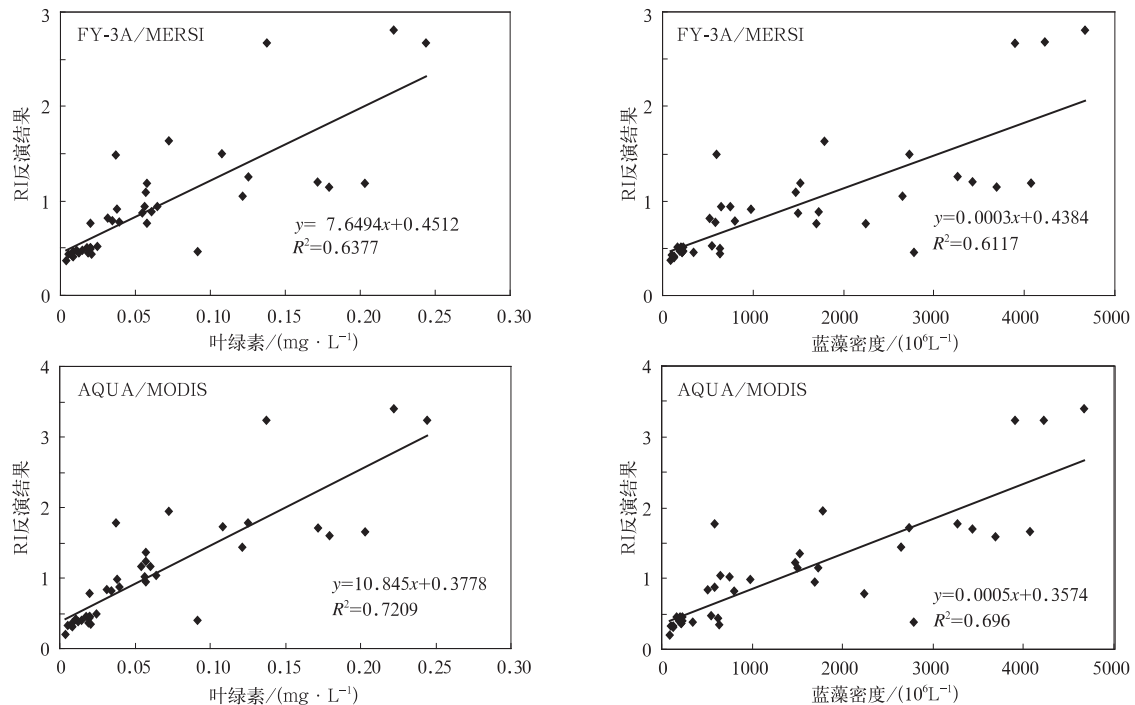 FY-3A/MERSI
RI反演结果
3
2
1
0
y= 7.6494x+0.4512
R²=0.6377
0 0.05 0.10 0.15 0.20 0.25 0.30
叶绿素/(mg·L⁻¹)
FY-3A/MERSI
RI反演结果
3
2
1
0
y=0.0003x+0.4384
R²=0.6117
0 1000 2000 3000 4000 5000
蓝藻密度/(10⁶L⁻¹)
AQUA/MODIS
RI反演结果
4
3
2
1
0
y=10.845x+0.3778
R²=0.7209
0 0.05 0.10 0.15 0.20 0.25 0.30
叶绿素/(mg·L⁻¹)
AQUA/MODIS
RI反演结果
4
3
2
1
0
y=0.0005x+0.3574
R²=0.696
0 1000 2000 3000 4000 5000
蓝藻密度/(10⁶L⁻¹)